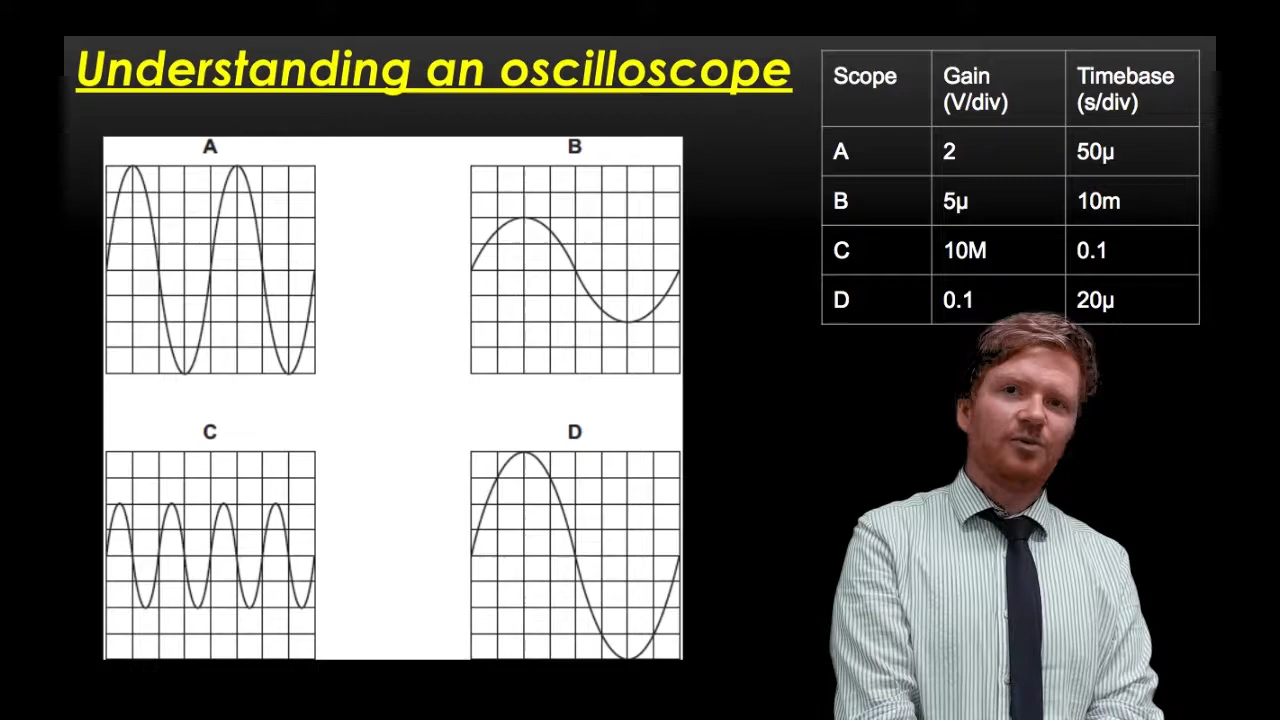 Understanding an oscilloscope
A
B
C
D
Scope Gain (V/div) Timebase (s/div)
A 2 50µ
B 5µ 10m
C 10M 0.1
D 0.1 20µ